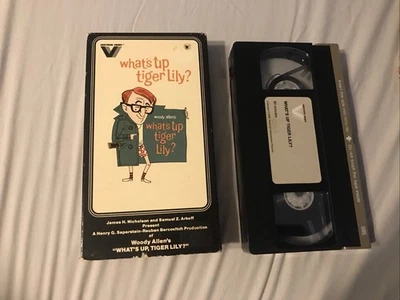 what's up
tiger lily?
woody allen's
what's up
tiger
lily?
James H. Nicholson and Samuel Z. Arkoff
Present
A Henry G. Saperstein-Reuben Bercovitch Production
of
Woody Allen's
"WHAT'S UP, TIGER LILY?"
WHAT'S UP TIGER LILY?